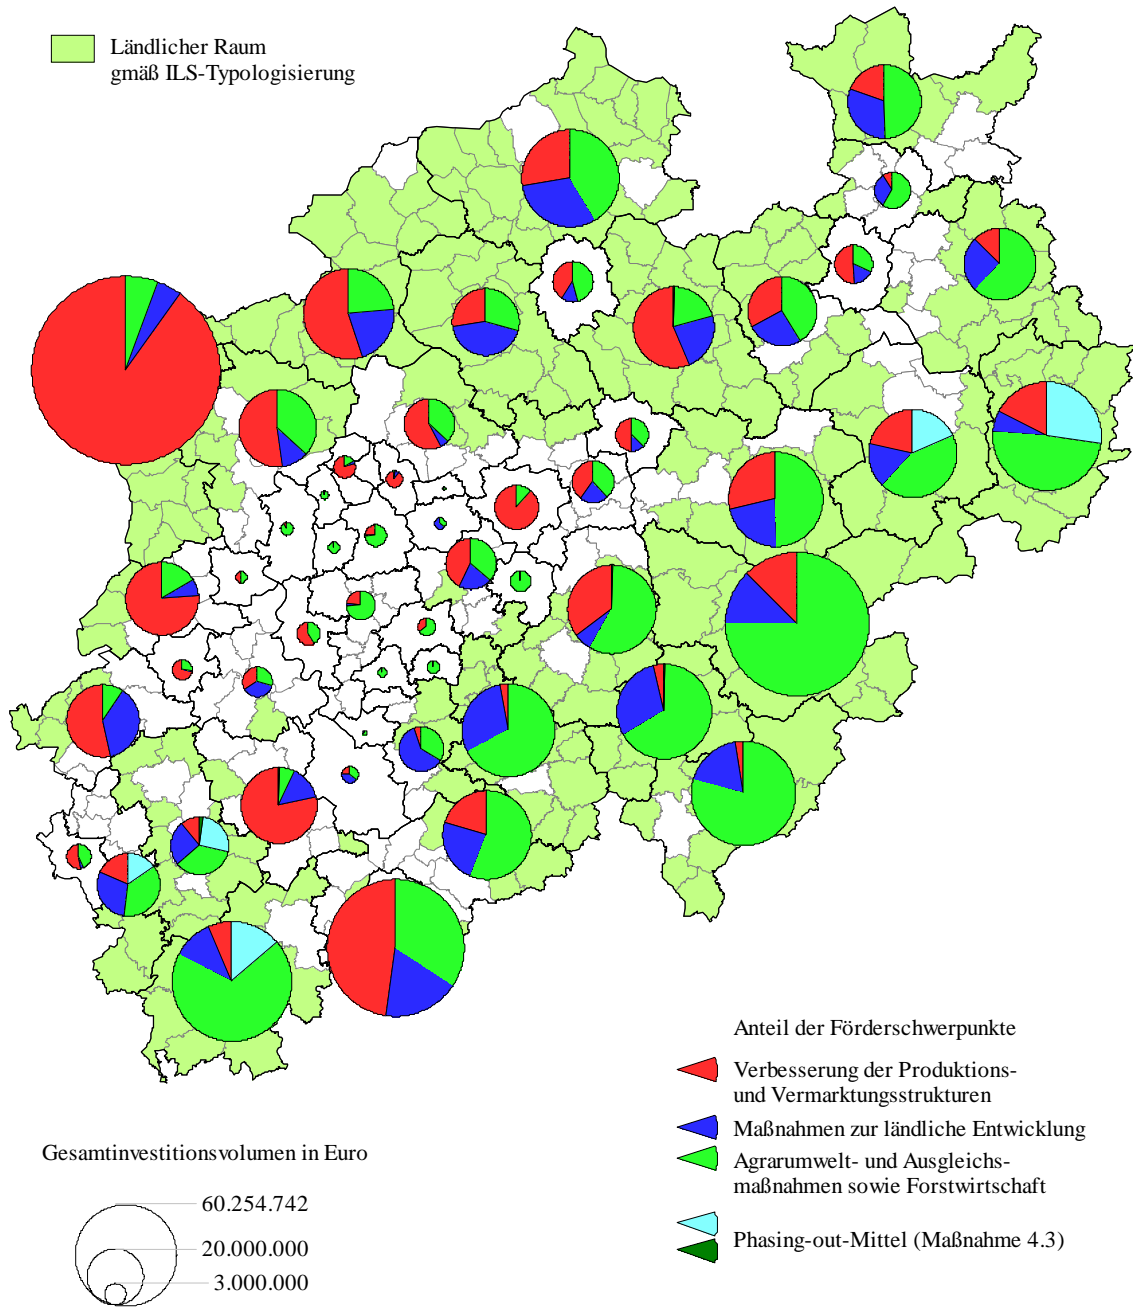 Ländlicher Raum
gmäß ILS-Typologisierung
Anteil der Förderschwerpunkte
Verbesserung der Produktions-
und Vermarktungsstrukturen
Maßnahmen zur ländliche Entwicklung
Agrarumwelt- und Ausgleichs-
maßnahmen sowie Forstwirtschaft
Phasing-out-Mittel (Maßnahme 4.3)
Gesamtinvestitionsvolumen in Euro
60.254.742
20.000.000
3.000.000